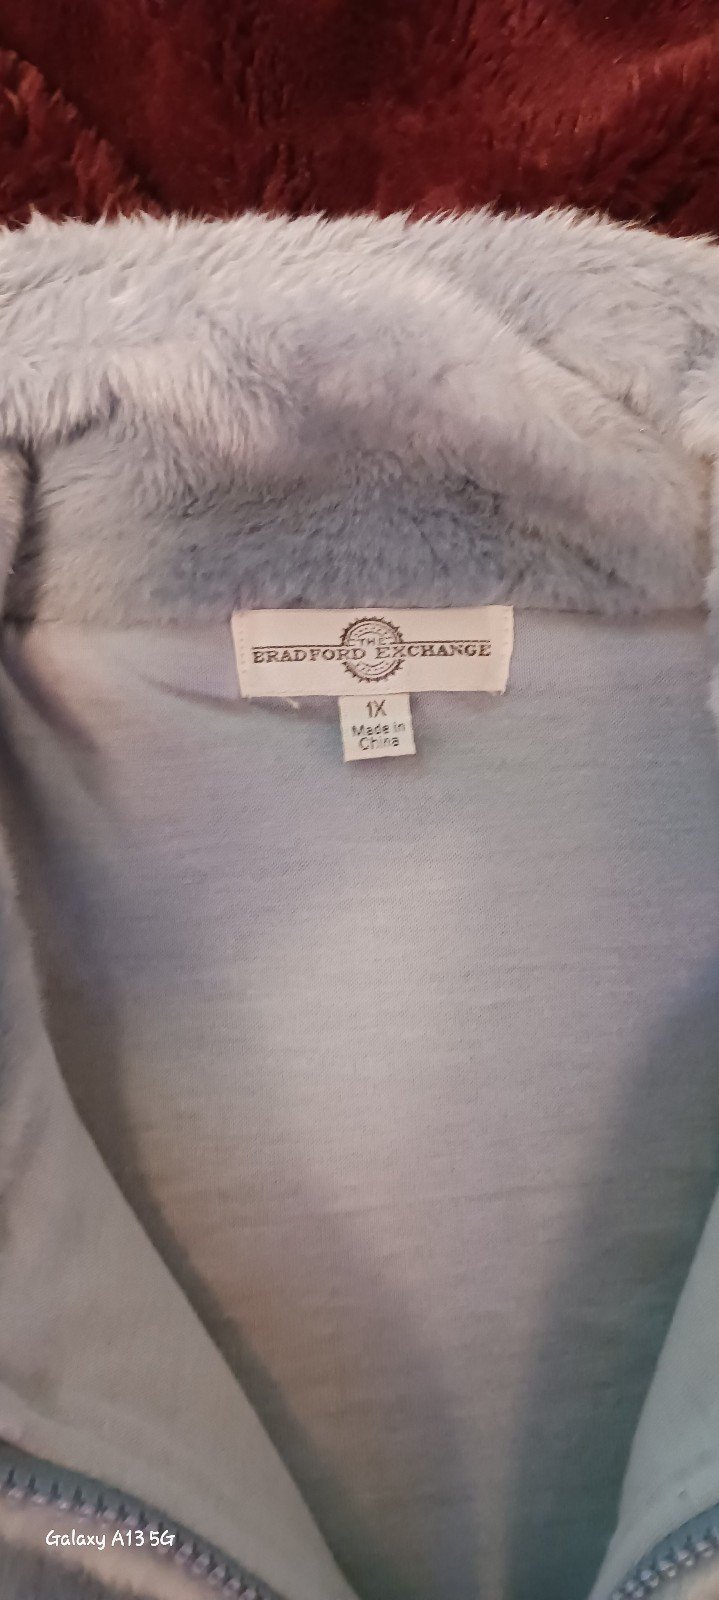 THE
BRADFORD EXCHANGE
1X
Made in
China
Galaxy A13 5G